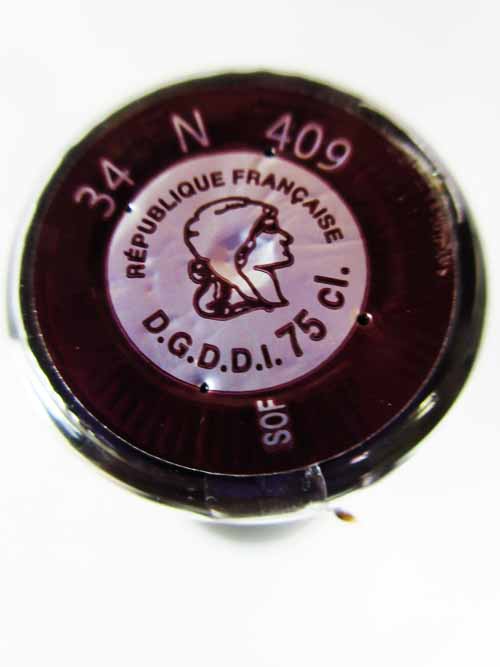 34 N 409
RÉPUBLIQUE FRANÇAISE
D.G.D.D.I. 75 cl.
SOF